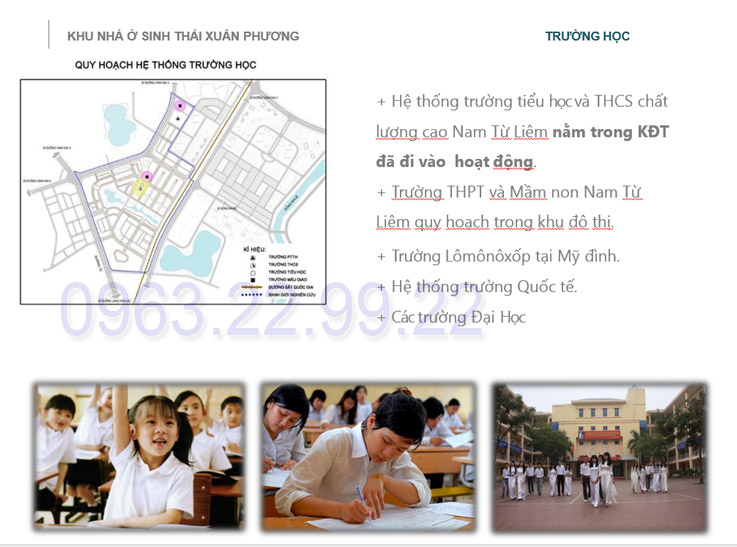 KHU NHÀ Ở SINH THÁI XUÂN PHƯƠNG
TRƯỜNG HỌC
QUY HOẠCH HỆ THỐNG TRƯỜNG HỌC
+ Hệ thống trường tiểu học và THCS chất
lượng cao Nam Từ Liêm nằm trong KĐT
đã đi vào hoạt động.
+ Trường THPT và Mầm non Nam Từ
Liêm quy hoạch trong khu đô thị.
+ Trường Lômônôxốp tại Mỹ đình.
+ Hệ thống trường Quốc tế.
+ Các trường Đại Học
KÍ HIỆU:
TRƯỜNG PTTH
TRƯỜNG THCS
TRƯỜNG TIỂU HỌC
TRƯỜNG MẪU GIÁO
ĐƯỜNG SẮT QUỐC GIA
RANH GIỚI NGHIÊN CỨU
0963.22.99.22